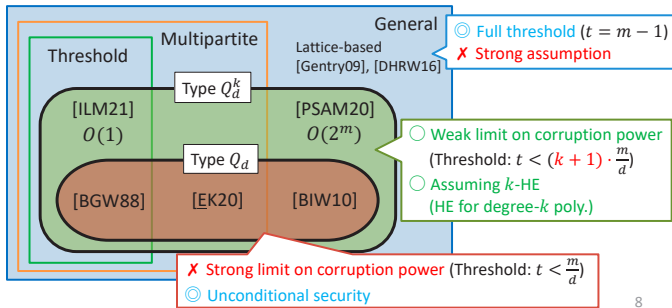 General
Multipartite
Threshold
Lattice-based
[Gentry09], [DHRW16]
◎ Full threshold (t = m − 1)
✗ Strong assumption
Type Q_d^k
[ILM21]
O(1)
[PSAM20]
O(2^m)
Type Q_d
[BGW88]
[EK20]
[BIW10]
○ Weak limit on corruption power
(Threshold: t < (k + 1) · m/d)
○ Assuming k-HE
(HE for degree-k poly.)
✗ Strong limit on corruption power (Threshold: t < m/d)
◎ Unconditional security
8